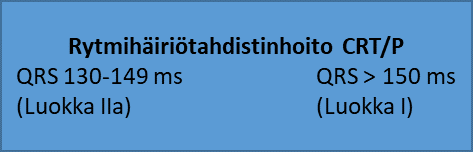 Rytmihäiriötahdistinhoito CRT/P
QRS 130-149 ms QRS > 150 ms
(Luokka IIa) (Luokka I)